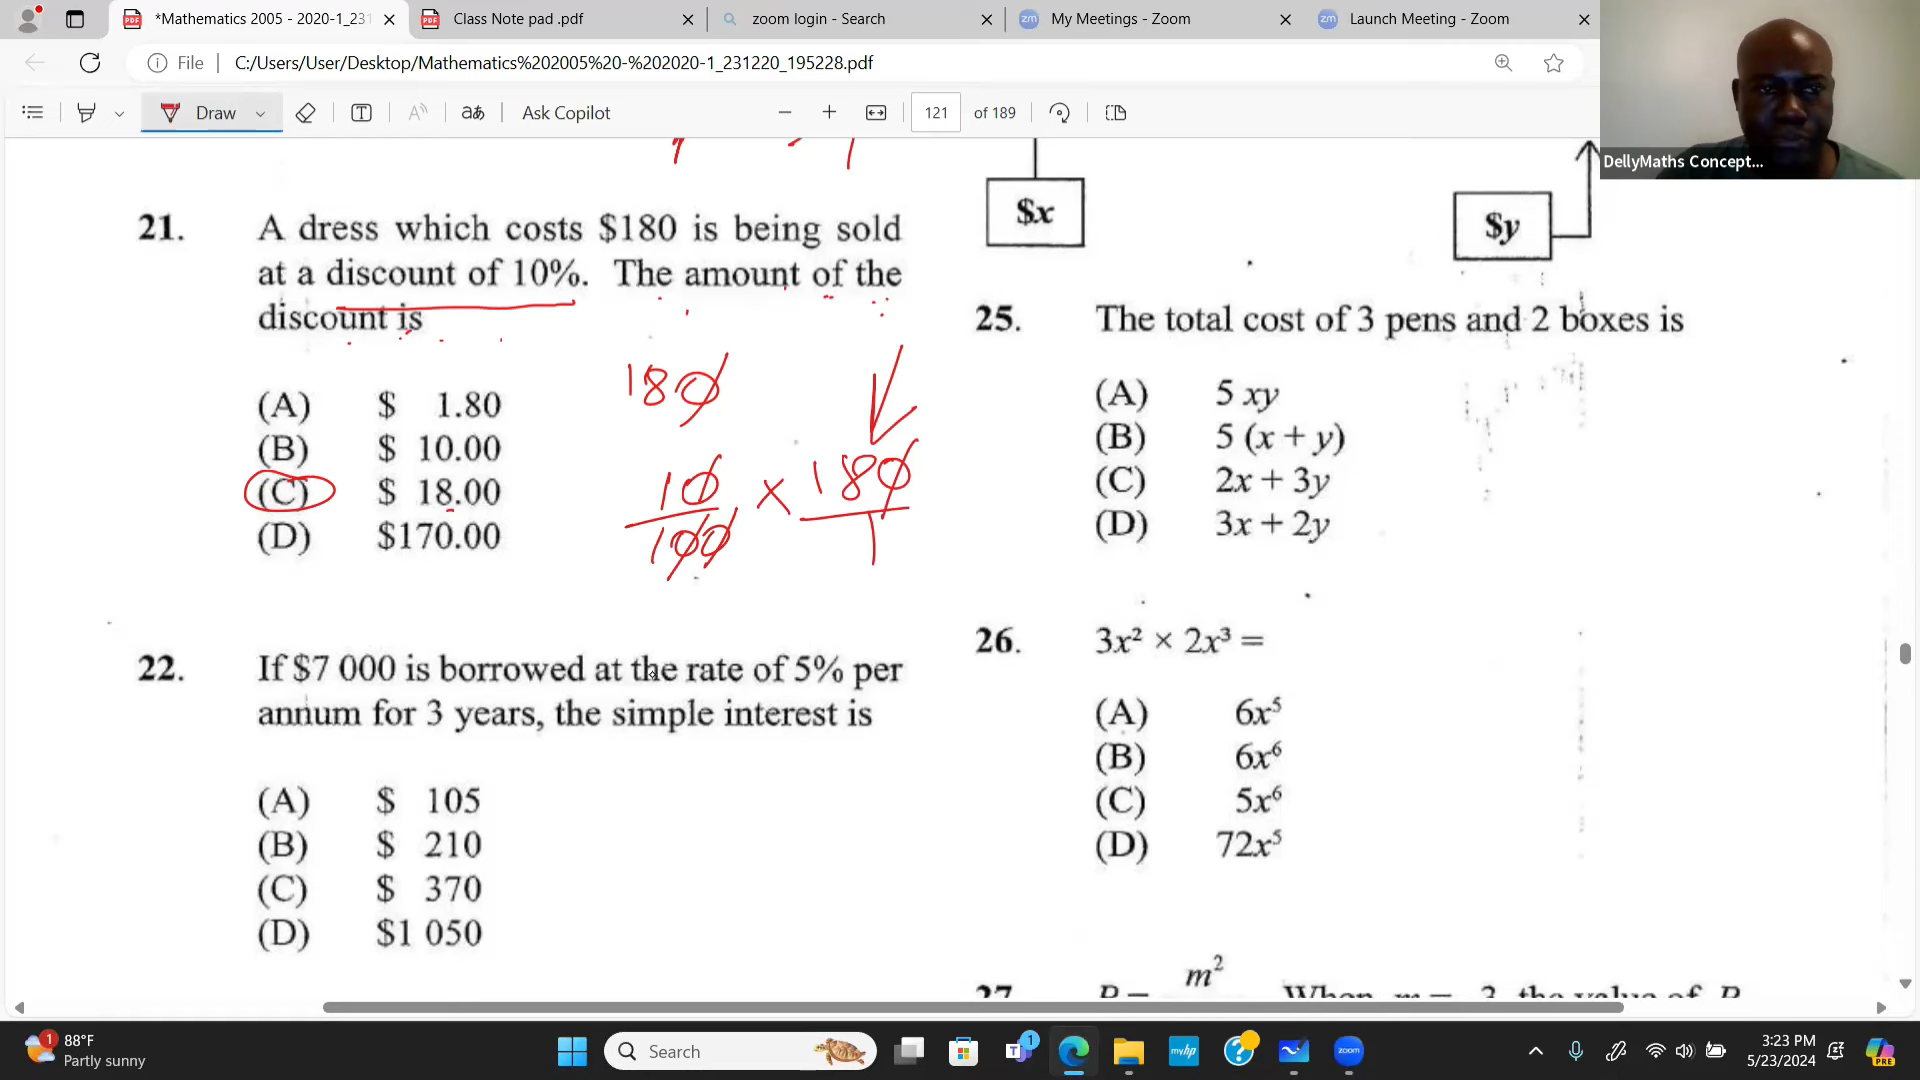 *Mathematics 2005 - 2020-1_231
Class Note pad .pdf
zoom login - Search
My Meetings - Zoom
Launch Meeting - Zoom
File
C:/Users/User/Desktop/Mathematics%202005%20-%202020-1_231220_195228.pdf
Draw
Ask Copilot
121 of 189
DellyMaths Concept...
21. A dress which costs $180 is being sold
at a discount of 10%. The amount of the
discount is
(A) $ 1.80
(B) $ 10.00
(C) $ 18.00
(D) $170.00
180
10 × 180
100 1
22. If $7 000 is borrowed at the rate of 5% per
annum for 3 years, the simple interest is
(A) $ 105
(B) $ 210
(C) $ 370
(D) $1 050
$x
$y
25. The total cost of 3 pens and 2 boxes is
(A) 5 xy
(B) 5 (x + y)
(C) 2x + 3y
(D) 3x + 2y
26. 3x² × 2x³ =
(A) 6x⁵
(B) 6x⁶
(C) 5x⁶
(D) 72x⁵
m²
88°F
Partly sunny
Search
3:23 PM
5/23/2024